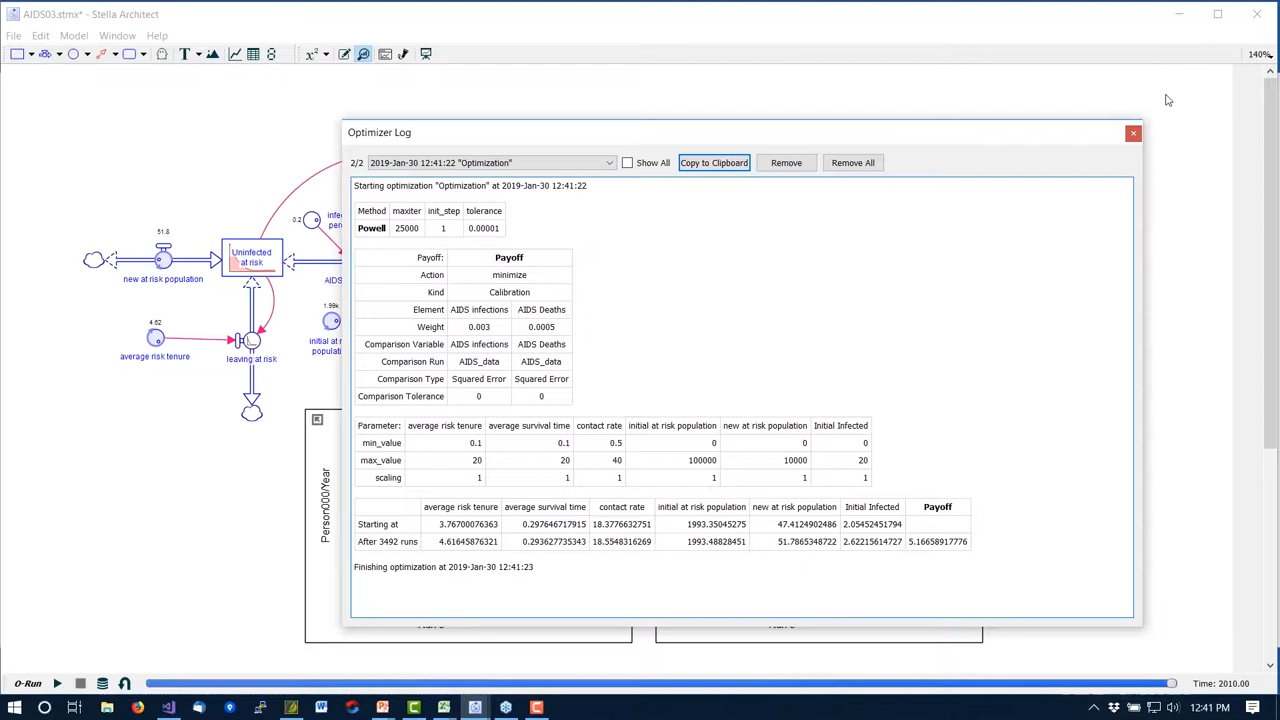 AIDS03.stmx* - Stella Architect
File Edit Model Window Help
140%
Optimizer Log
2/2 2019-Jan-30 12:41:22 "Optimization" Show All Copy to Clipboard Remove Remove All
Starting optimization "Optimization" at 2019-Jan-30 12:41:22
Method maxiter init_step tolerance
Powell 25000 1 0.00001
Payoff: Payoff
Action minimize
Kind Calibration
Element AIDS infections AIDS Deaths
Weight 0.003 0.0005
Comparison Variable AIDS infections AIDS Deaths
Comparison Run AIDS_data AIDS_data
Comparison Type Squared Error Squared Error
Comparison Tolerance 0 0
Parameter: average risk tenure average survival time contact rate initial at risk population new at risk population Initial Infected
min_value 0.1 0.1 0.5 0 0 0
max_value 20 20 40 100000 10000 20
scaling 1 1 1 1 1 1
average risk tenure average survival time contact rate initial at risk population new at risk population Initial Infected Payoff
Starting at 3.76700076363 0.297646717915 18.3776632751 1993.35045275 47.4124902486 2.05452451794
After 3492 runs 4.61645876321 0.293627735343 18.5548316269 1993.48828451 51.7865348722 2.62215614727 5.16658917776
Finishing optimization at 2019-Jan-30 12:41:23
51.8
new at risk population
Uninfected
at risk
0.2
4.62
average risk tenure
leaving at risk
1.99k
initial at
Person000/Year
O-Run
Time: 2010.00
12:41 PM